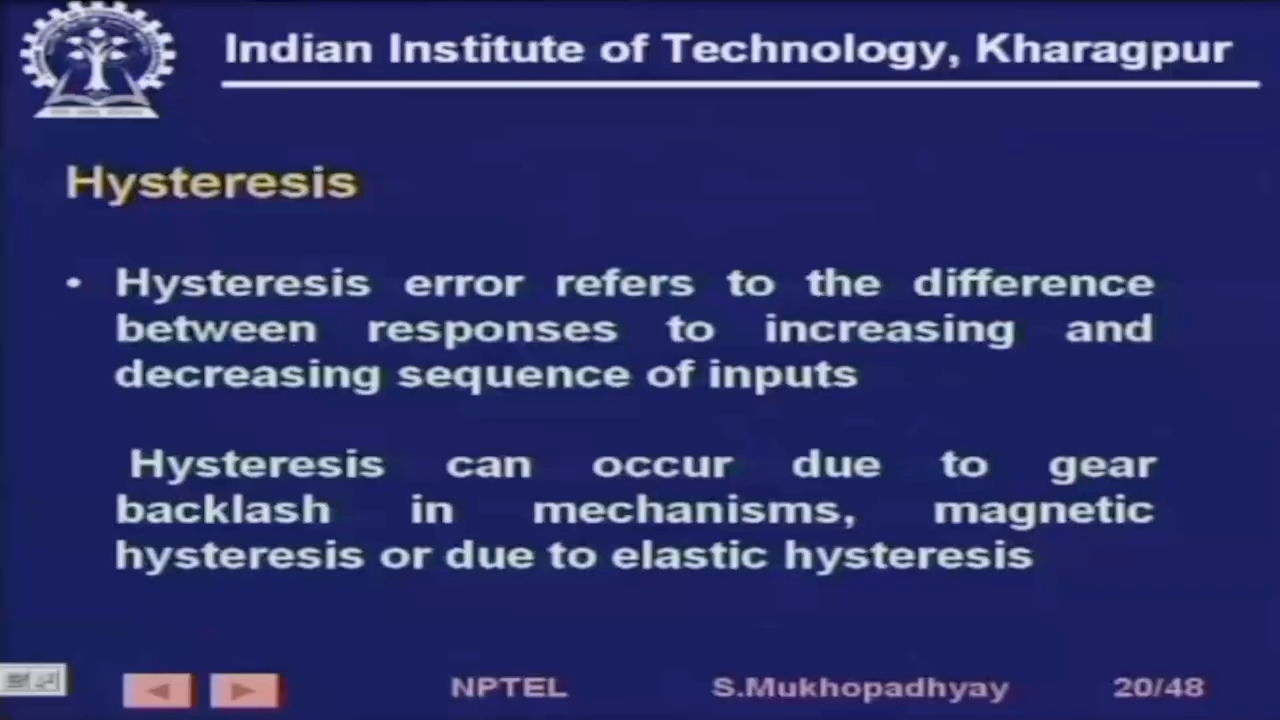 Indian Institute of Technology, Kharagpur
Hysteresis
• Hysteresis error refers to the difference
between responses to increasing and
decreasing sequence of inputs
Hysteresis can occur due to gear
backlash in mechanisms, magnetic
hysteresis or due to elastic hysteresis
NPTEL S.Mukhopadhyay 20/48